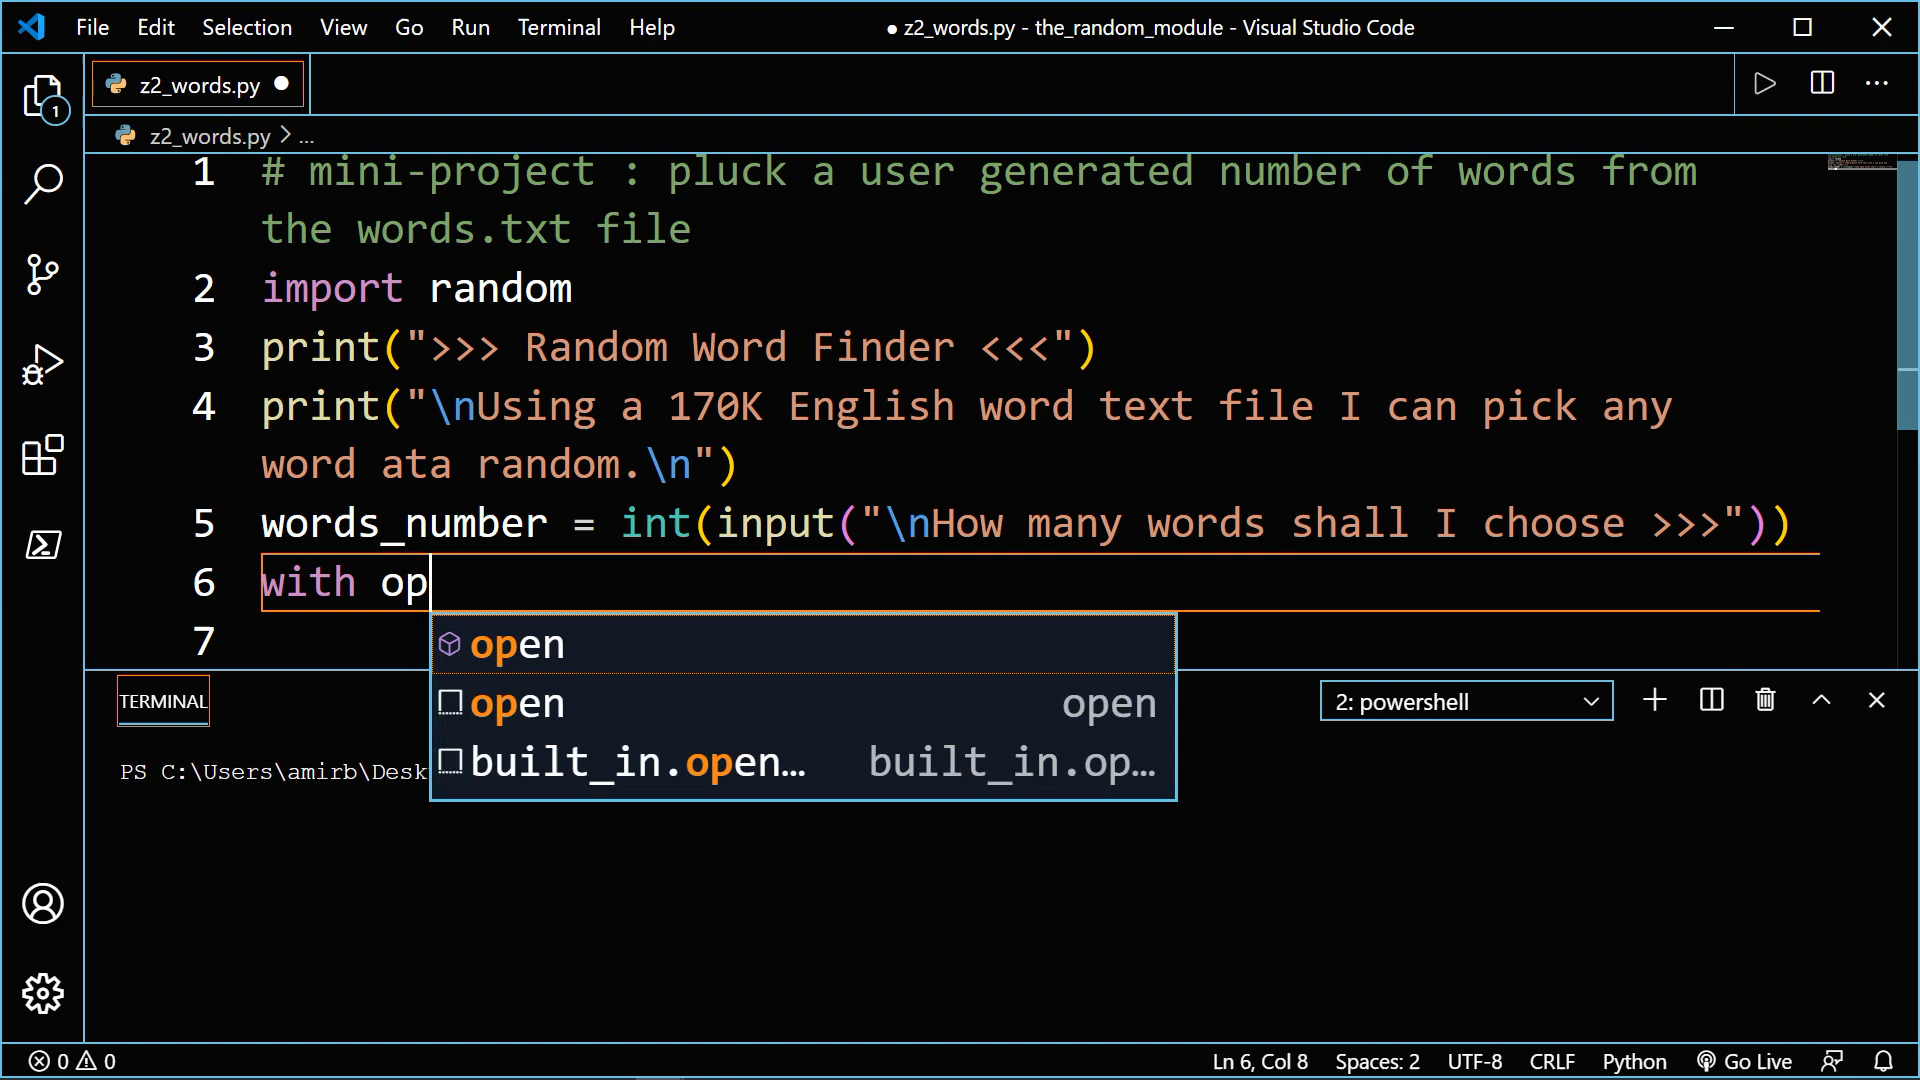 File Edit Selection View Go Run Terminal Help ● z2_words.py - the_random_module - Visual Studio Code
z2_words.py ●
1
z2_words.py > ...
1 # mini-project : pluck a user generated number of words from
the words.txt file
2 import random
3 print(">>> Random Word Finder <<<")
4 print("\nUsing a 170K English word text file I can pick any
word ata random.\n")
5 words_number = int(input("\nHow many words shall I choose >>>"))
6 with op
7
open
open open
built_in.open… built_in.op…
TERMINAL
2: powershell
PS C:\Users\amirb\Desk
0 0
Ln 6, Col 8 Spaces: 2 UTF-8 CRLF Python Go Live